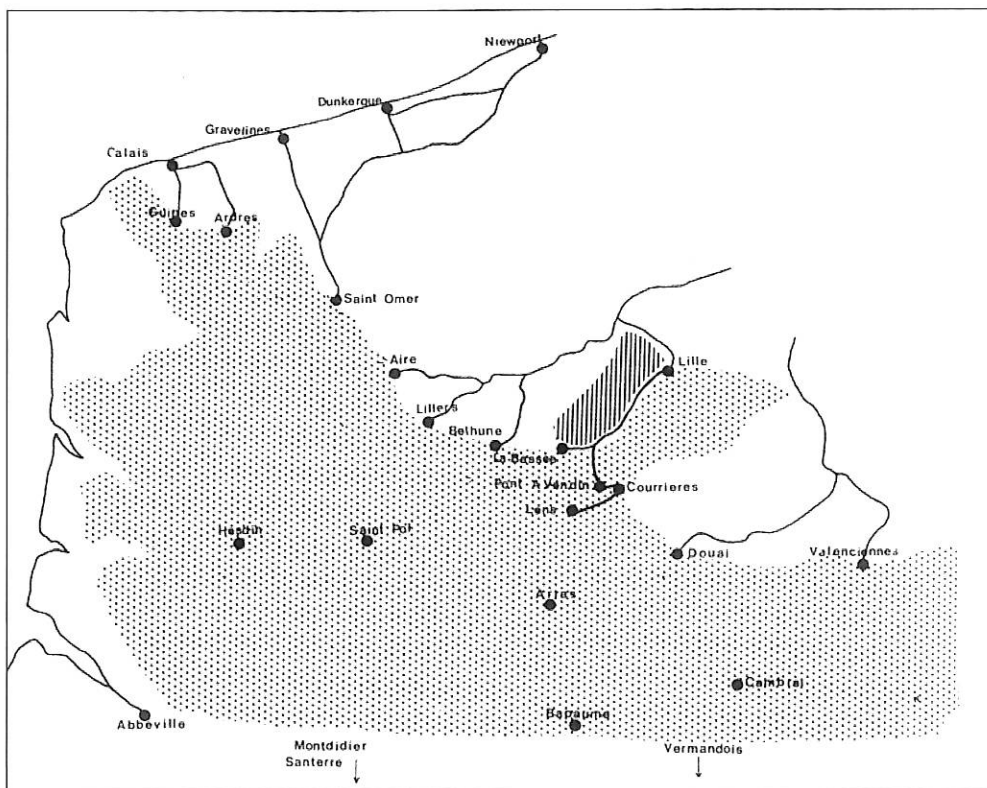 Niewport
Dunkerque
Gravelines
Calais
Guines
Ardres
Saint Omer
Aire
Lille
Lillers
Bethune
La Bassee
Pont A Vendin
Courrieres
Lens
Hesdin
Saint Pol
Douai
Valenciennes
Arras
Cambrai
Bapaume
Abbeville
Montdidier
Santerre
Vermandois